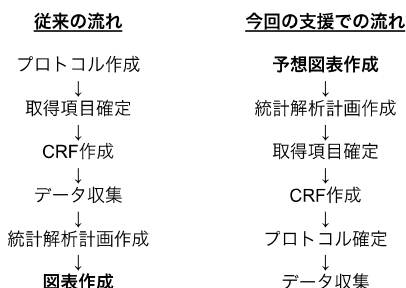 従来の流れ
プロトコル作成
↓
取得項目確定
↓
CRF作成
↓
データ収集
↓
統計解析計画作成
↓
図表作成
今回の支援での流れ
予想図表作成
↓
統計解析計画作成
↓
取得項目確定
↓
CRF作成
↓
プロトコル確定
↓
データ収集